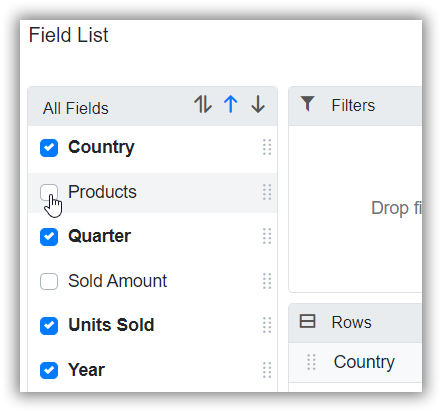 Field List
All Fields
Country
Products
Quarter
Sold Amount
Units Sold
Year
Filters
Drop fi
Rows
Country